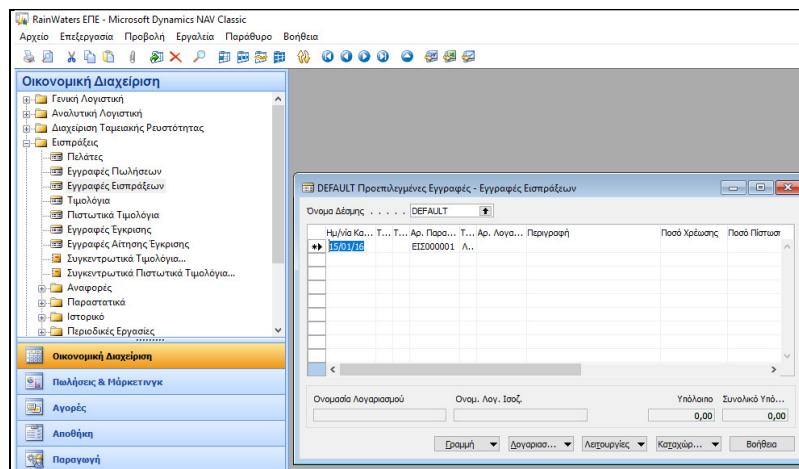 RainWaters ΕΠΕ - Microsoft Dynamics NAV Classic
Αρχείο Επεξεργασία Προβολή Εργαλεία Παράθυρο Βοήθεια
Οικονομική Διαχείριση
Γενική Λογιστική
Αναλυτική Λογιστική
Διαχείριση Ταμειακής Ρευστότητας
Εισπράξεις
Πελάτες
Εγγραφές Πωλήσεων
Εγγραφές Εισπράξεων
Τιμολόγια
Πιστωτικά Τιμολόγια
Εγγραφές Έγκρισης
Εγγραφές Αίτησης Έγκρισης
Συγκεντρωτικά Τιμολόγια...
Συγκεντρωτικά Πιστωτικά Τιμολόγια...
Αναφορές
Παραστατικά
Ιστορικό
Περιοδικές Εργασίες
Οικονομική Διαχείριση
Πωλήσεις & Μάρκετινγκ
Αγορές
Αποθήκη
Παραγωγή
DEFAULT Προεπιλεγμένες Εγγραφές - Εγγραφές Εισπράξεων
Όνομα Δέσμης . . . . . DEFAULT
Ημ/νία Κα... Τ... Τ... Αρ. Παρα... Τ... Αρ. Λογα... Περιγραφή Ποσό Χρέωσης Ποσό Πίστωσ
15/01/16 ΕΙΣ000001 Λ..
Ονομασία Λογαριασμού Ονομ. Λογ. Ισοζ. Υπόλοιπο Συνολικό Υπό...
0,00 0,00
Γραμμή Λογαριασ... Λειτουργίες Καταχώρ... Βοήθεια